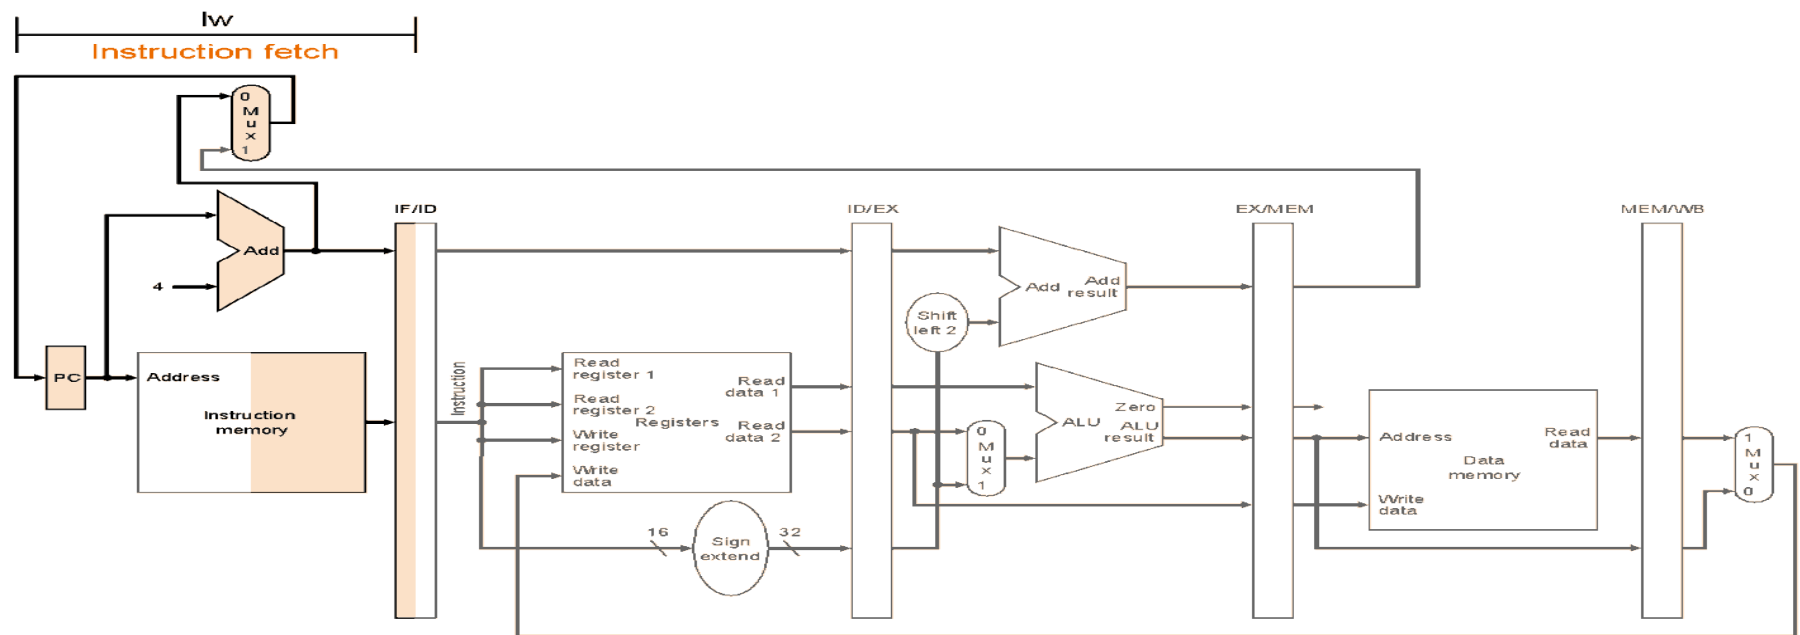 lw
Instruction fetch
0
M
u
x
1
IF/ID
ID/EX
EX/MEM
MEM/WB
Add
4
Add
Add
result
Shift
left 2
PC
Address
Instruction
memory
Instruction
Read
register 1
Read
register 2
Write
register
Write
data
Registers
Read
data 1
Read
data 2
0
M
u
x
1
Zero
ALU
ALU
result
Address
Write
data
Data
memory
Read
data
1
M
u
x
0
16
Sign
extend
32